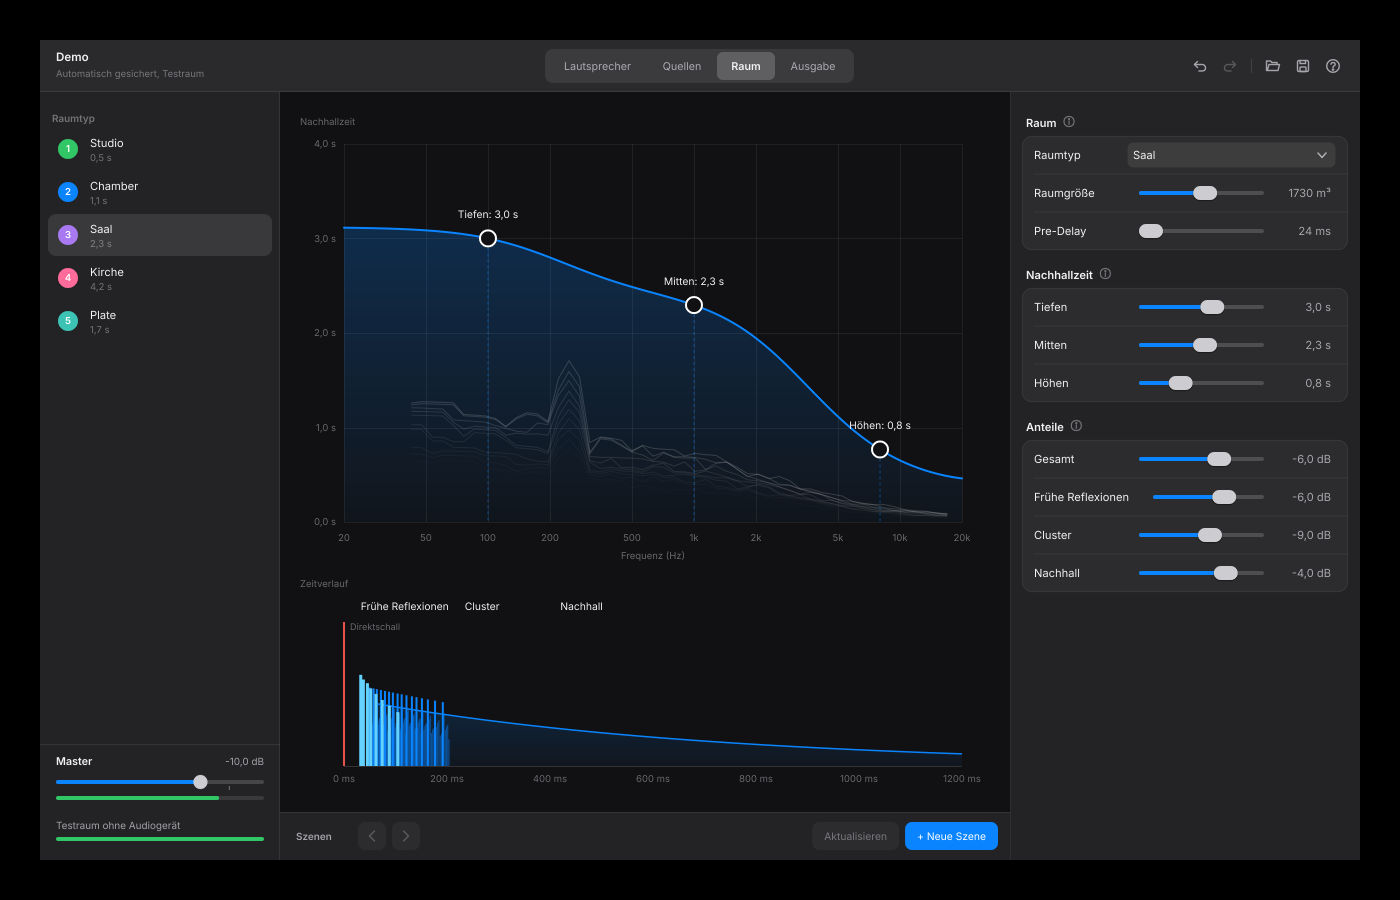 Demo
Automatisch gesichert, Testraum
Lautsprecher
Quellen
Raum
Ausgabe
Raumtyp
1
Studio
0,5 s
2
Chamber
1,1 s
3
Saal
2,3 s
4
Kirche
4,2 s
5
Plate
1,7 s
Master
-10,0 dB
Testraum ohne Audiogerät
Nachhallzeit
4,0 s
3,0 s
2,0 s
1,0 s
0,0 s
Tiefen: 3,0 s
Mitten: 2,3 s
Höhen: 0,8 s
20
50
100
200
500
1k
2k
5k
10k
20k
Frequenz (Hz)
Zeitverlauf
Frühe Reflexionen
Cluster
Nachhall
Direktschall
0 ms
200 ms
400 ms
600 ms
800 ms
1000 ms
1200 ms
Szenen
Aktualisieren
+ Neue Szene
Raum
Raumtyp
Saal
Raumgröße
1730 m³
Pre-Delay
24 ms
Nachhallzeit
Tiefen
3,0 s
Mitten
2,3 s
Höhen
0,8 s
Anteile
Gesamt
-6,0 dB
Frühe Reflexionen
-6,0 dB
Cluster
-9,0 dB
Nachhall
-4,0 dB